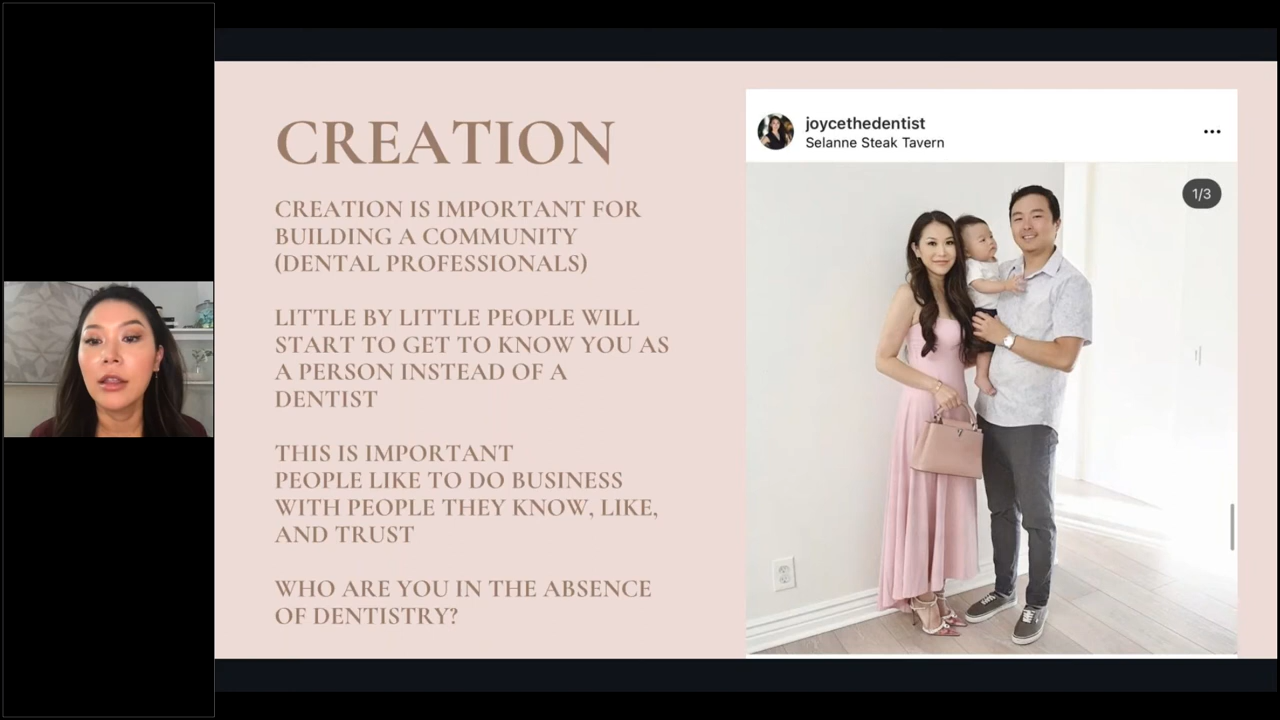 CREATION
CREATION IS IMPORTANT FOR
BUILDING A COMMUNITY
(DENTAL PROFESSIONALS)
LITTLE BY LITTLE PEOPLE WILL
START TO GET TO KNOW YOU AS
A PERSON INSTEAD OF A
DENTIST
THIS IS IMPORTANT
PEOPLE LIKE TO DO BUSINESS
WITH PEOPLE THEY KNOW, LIKE,
AND TRUST
WHO ARE YOU IN THE ABSENCE
OF DENTISTRY?
joycethedentist
Selanne Steak Tavern
1/3